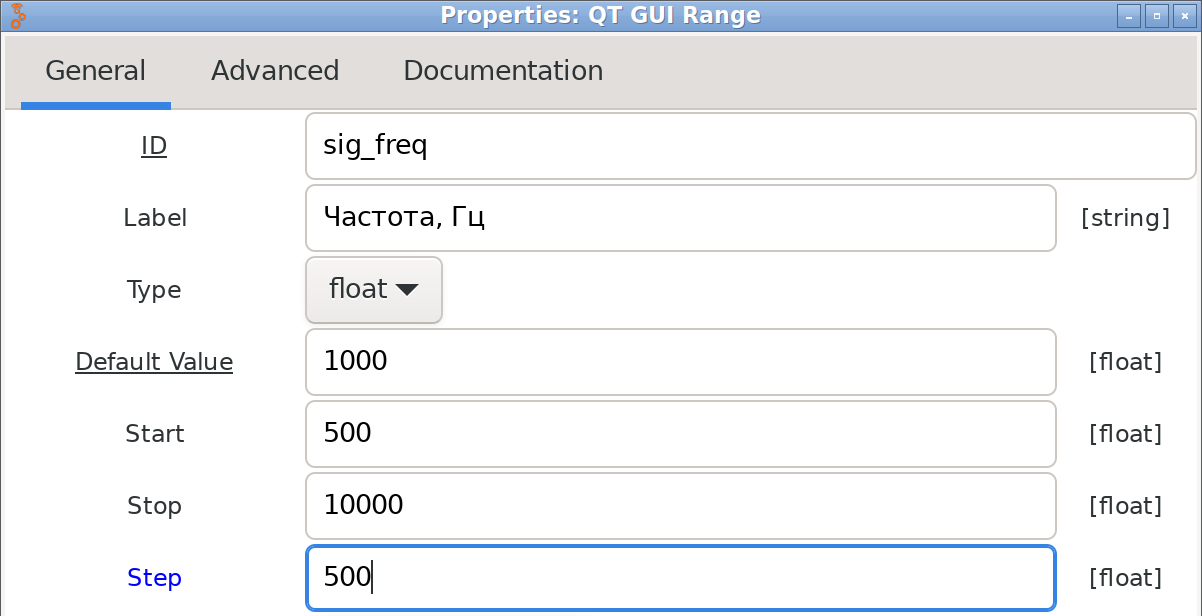 Properties: QT GUI Range
General Advanced Documentation
ID sig_freq
Label Частота, Гц [string]
Type float
Default Value 1000 [float]
Start 500 [float]
Stop 10000 [float]
Step 500 [float]